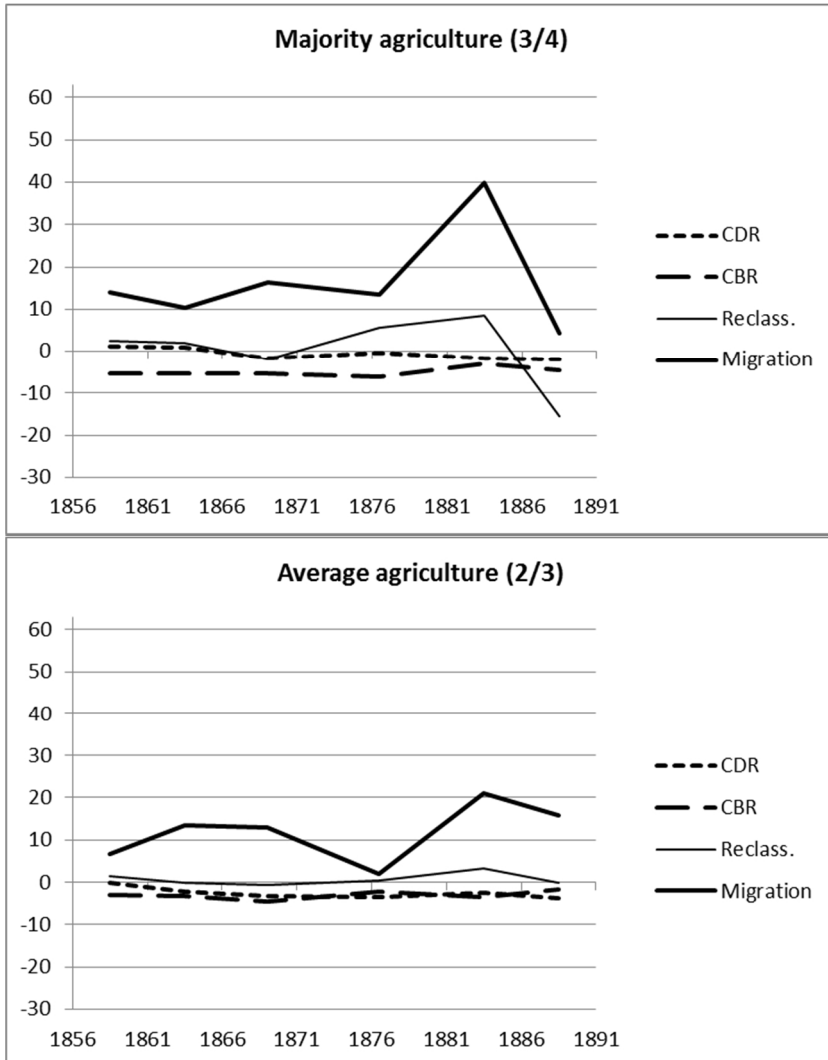 Majority agriculture (3/4)
60
50
40
30
20
10
0
-10
-20
-30
1856 1861 1866 1871 1876 1881 1886 1891
CDR
CBR
Reclass.
Migration
Average agriculture (2/3)
60
50
40
30
20
10
0
-10
-20
-30
1856 1861 1866 1871 1876 1881 1886 1891
CDR
CBR
Reclass.
Migration